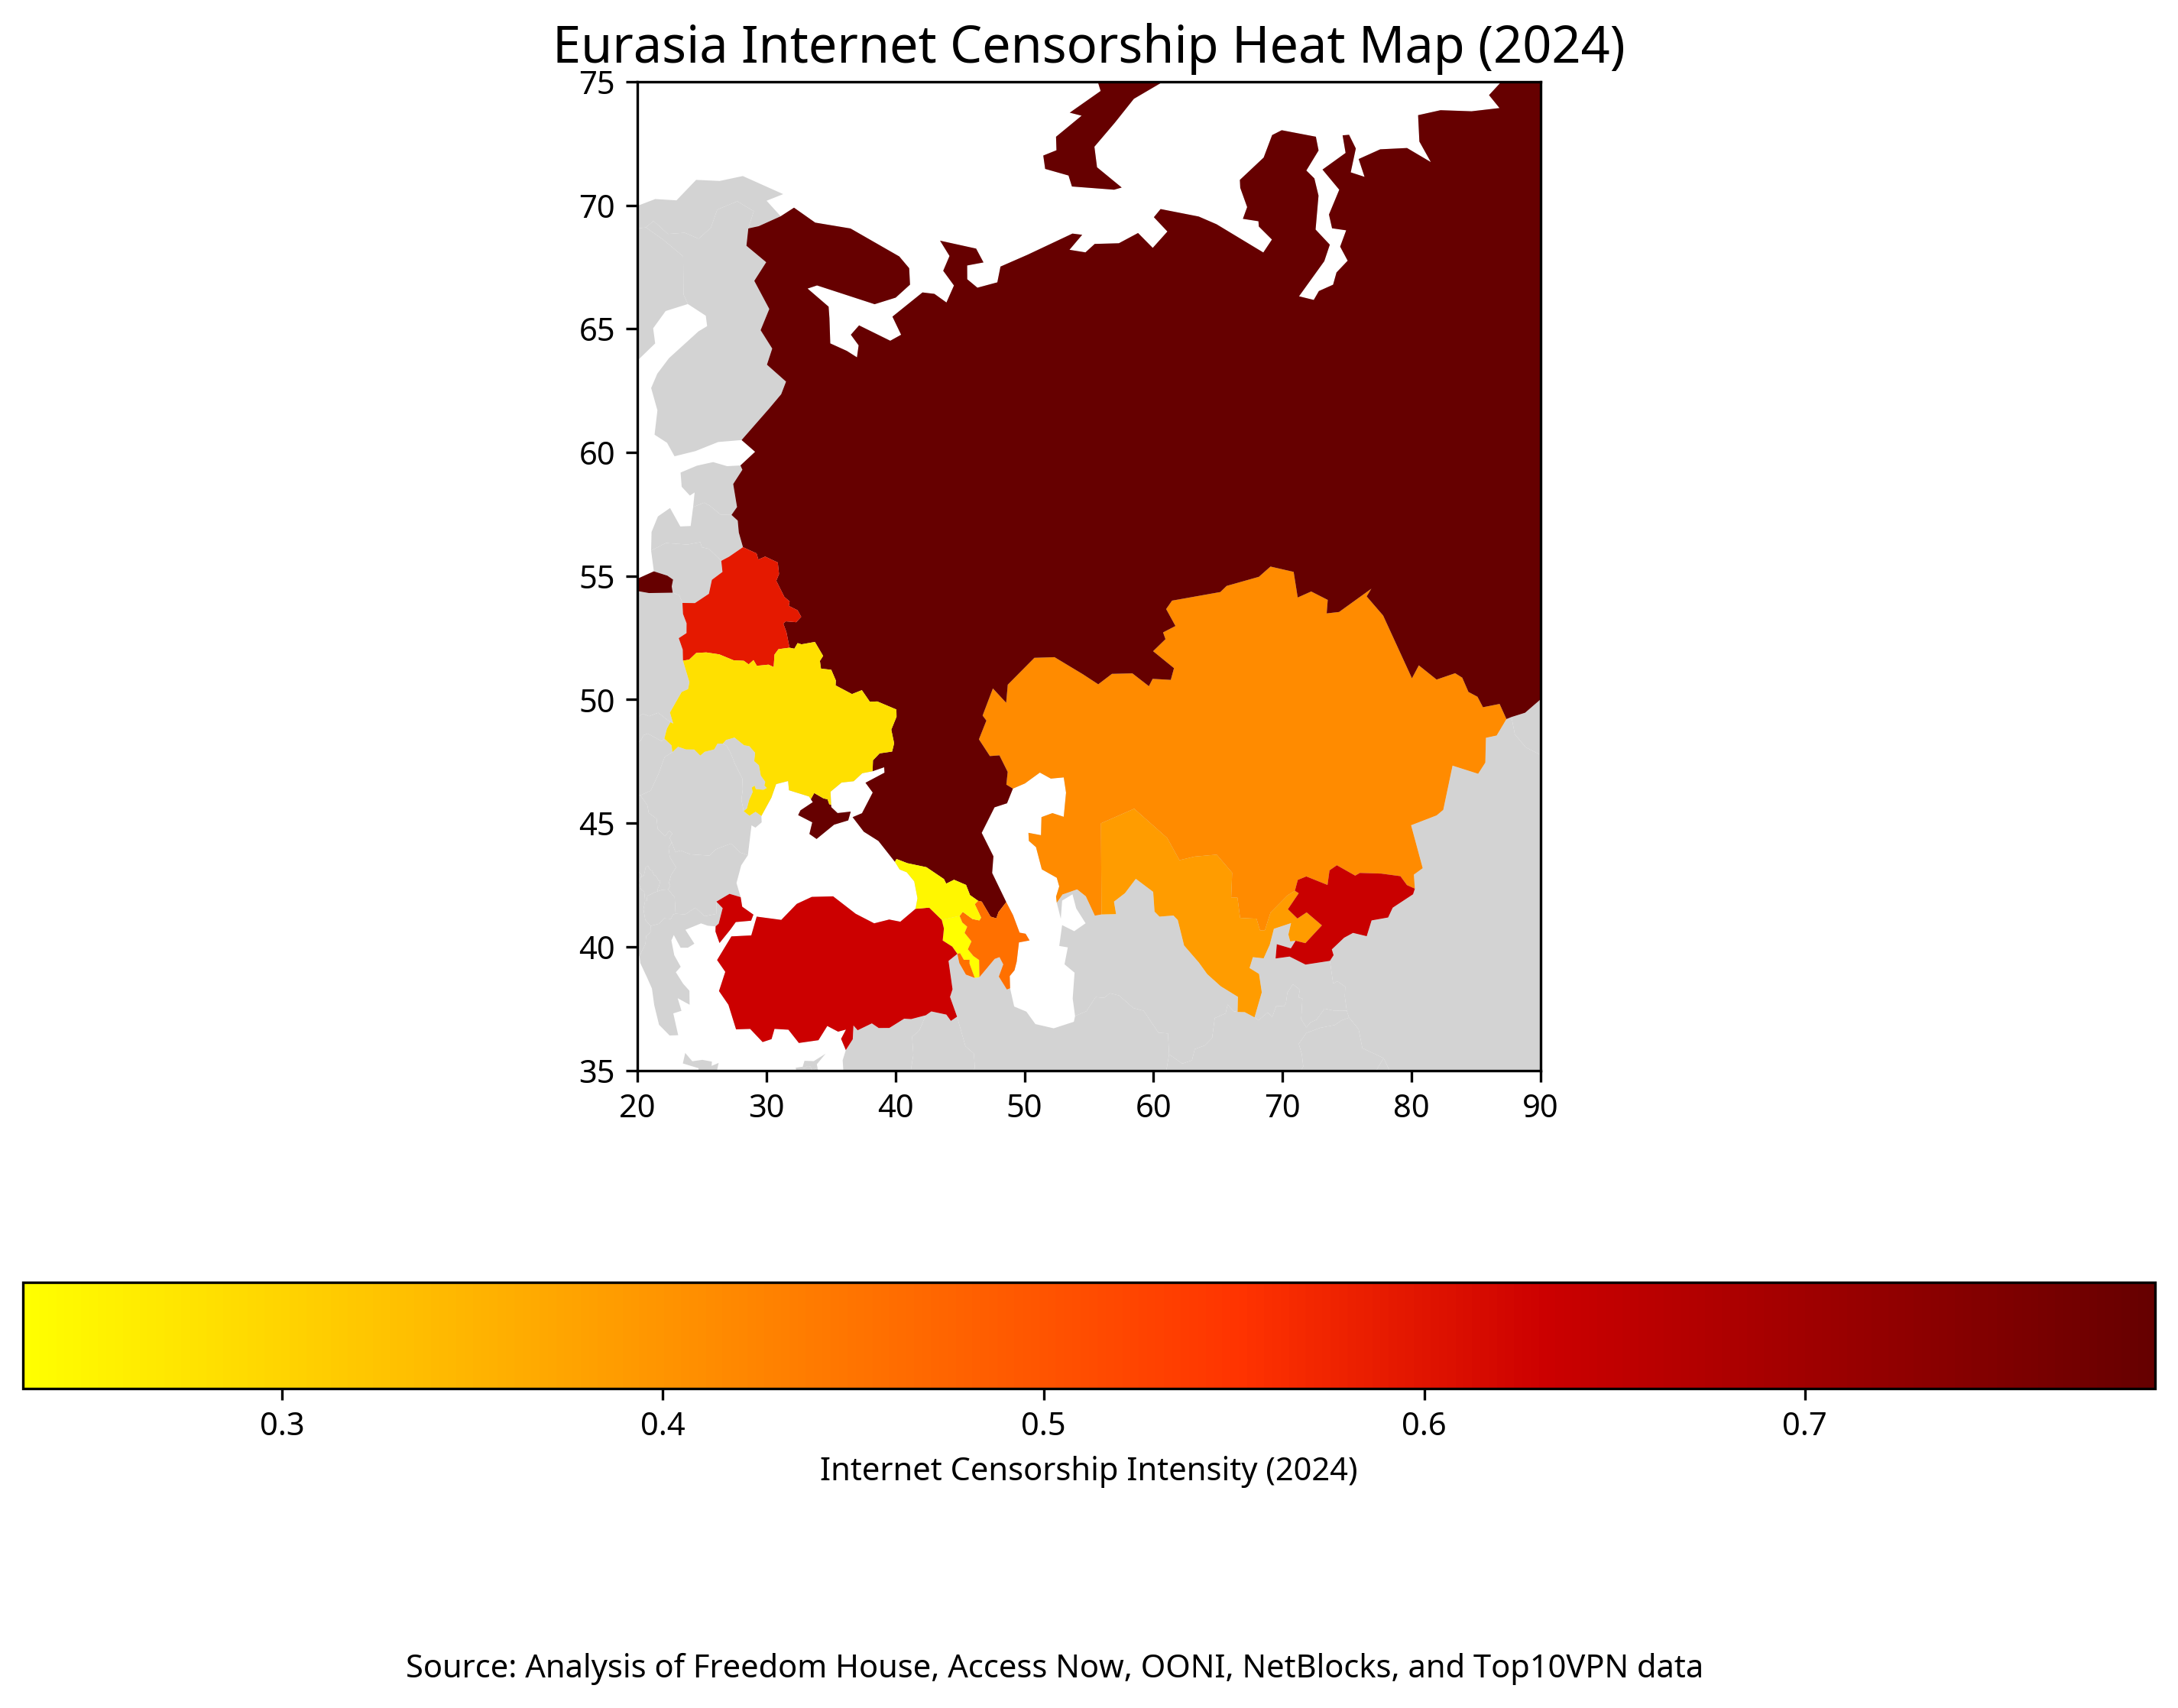 Eurasia Internet Censorship Heat Map (2024)
75
70
65
60
55
50
45
40
35
20 30 40 50 60 70 80 90
0.3 0.4 0.5 0.6 0.7
Internet Censorship Intensity (2024)
Source: Analysis of Freedom House, Access Now, OONI, NetBlocks, and Top10VPN data